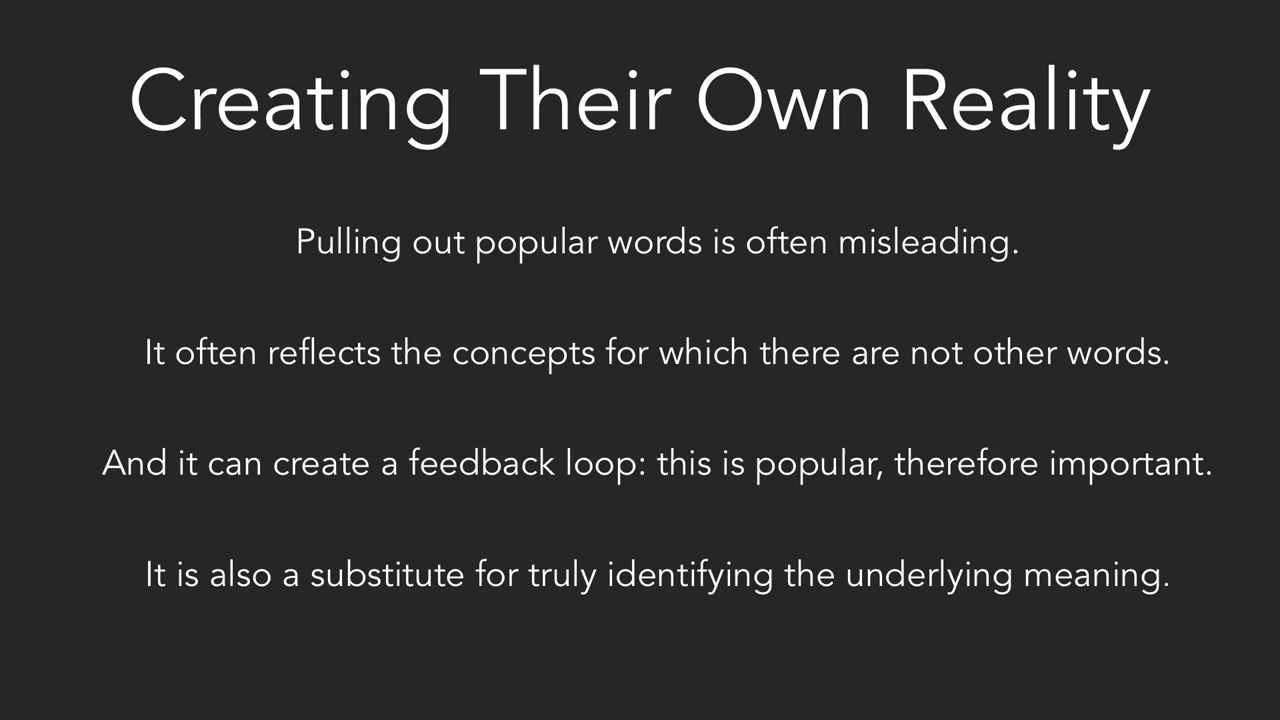 Creating Their Own Reality
Pulling out popular words is often misleading.
It often reflects the concepts for which there are not other words.
And it can create a feedback loop: this is popular, therefore important.
It is also a substitute for truly identifying the underlying meaning.